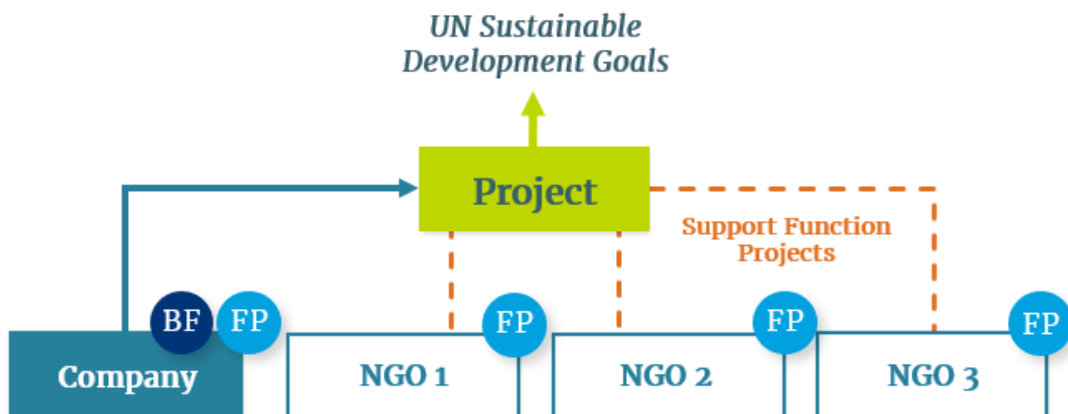 UN Sustainable
Development Goals
Project
Support Function
Projects
BF
FP
FP
FP
FP
Company
NGO 1
NGO 2
NGO 3